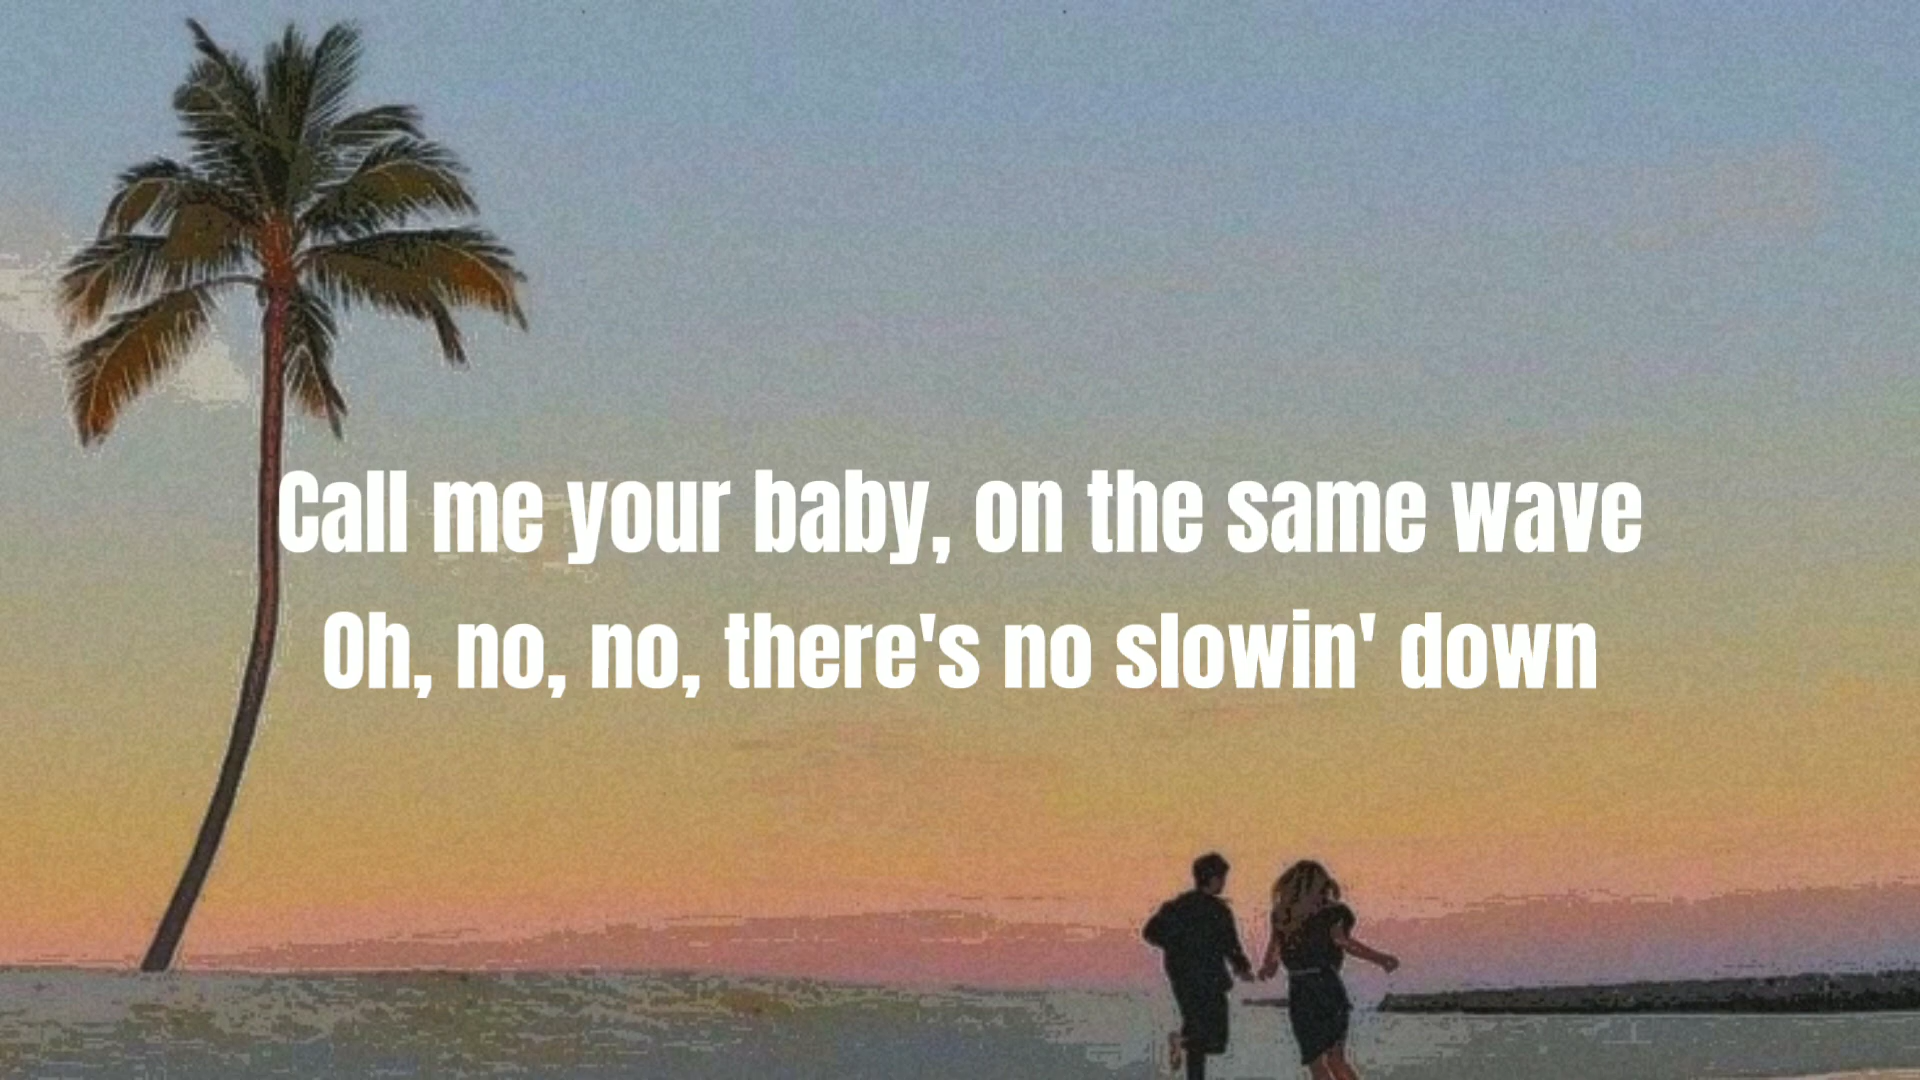 Call me your baby, on the same wave
Oh, no, no, there's no slowin' down